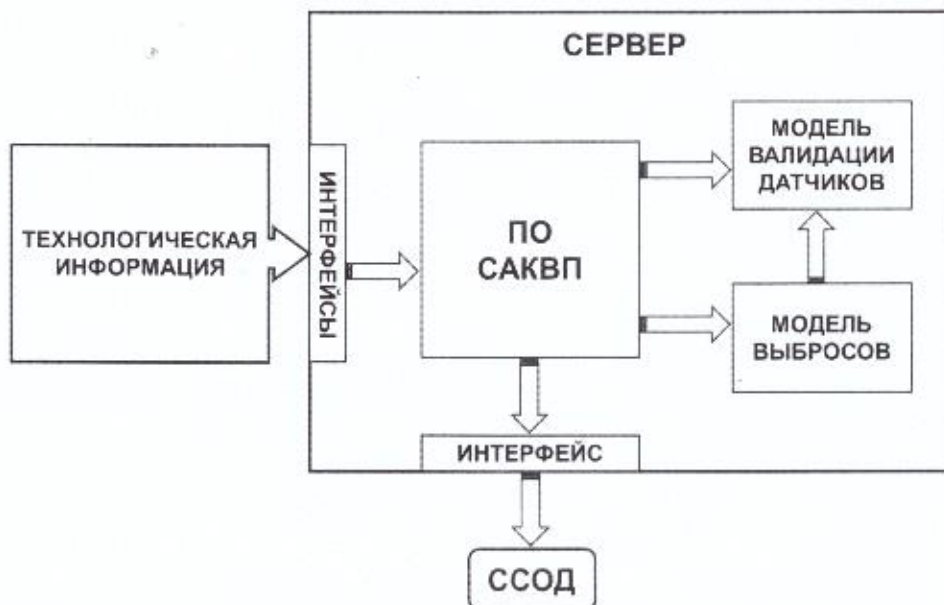 СЕРВЕР
ТЕХНОЛОГИЧЕСКАЯ
ИНФОРМАЦИЯ
ИНТЕРФЕЙСЫ
ПО
САКВП
МОДЕЛЬ
ВАЛИДАЦИИ
ДАТЧИКОВ
МОДЕЛЬ
ВЫБРОСОВ
ИНТЕРФЕЙС
ССОД